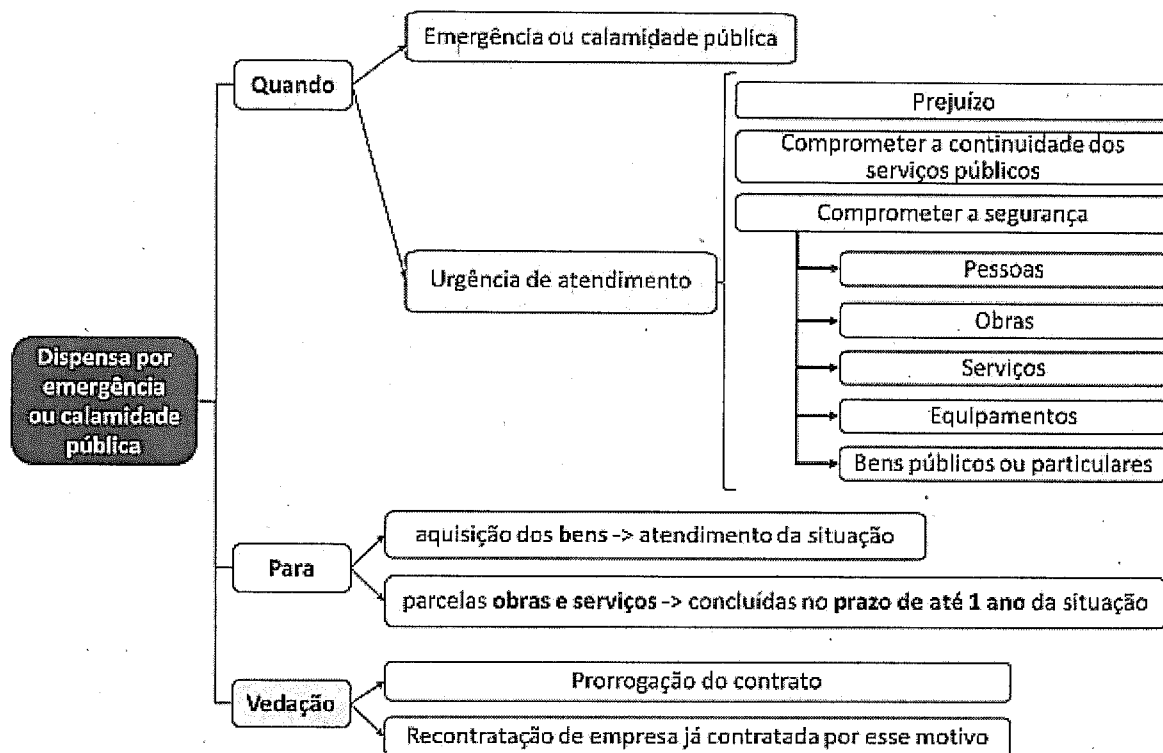 Emergência ou calamidade pública
Quando
Prejuízo
Comprometer a continuidade dos
serviços públicos
Comprometer a segurança
Urgência de atendimento
Pessoas
Obras
Serviços
Equipamentos
Bens públicos ou particulares
Dispensa por
emergência
ou calamidade
pública
Para
aquisição dos bens -> atendimento da situação
parcelas obras e serviços -> concluídas no prazo de até 1 ano da situação
Vedação
Prorrogação do contrato
Recontratação de empresa já contratada por esse motivo